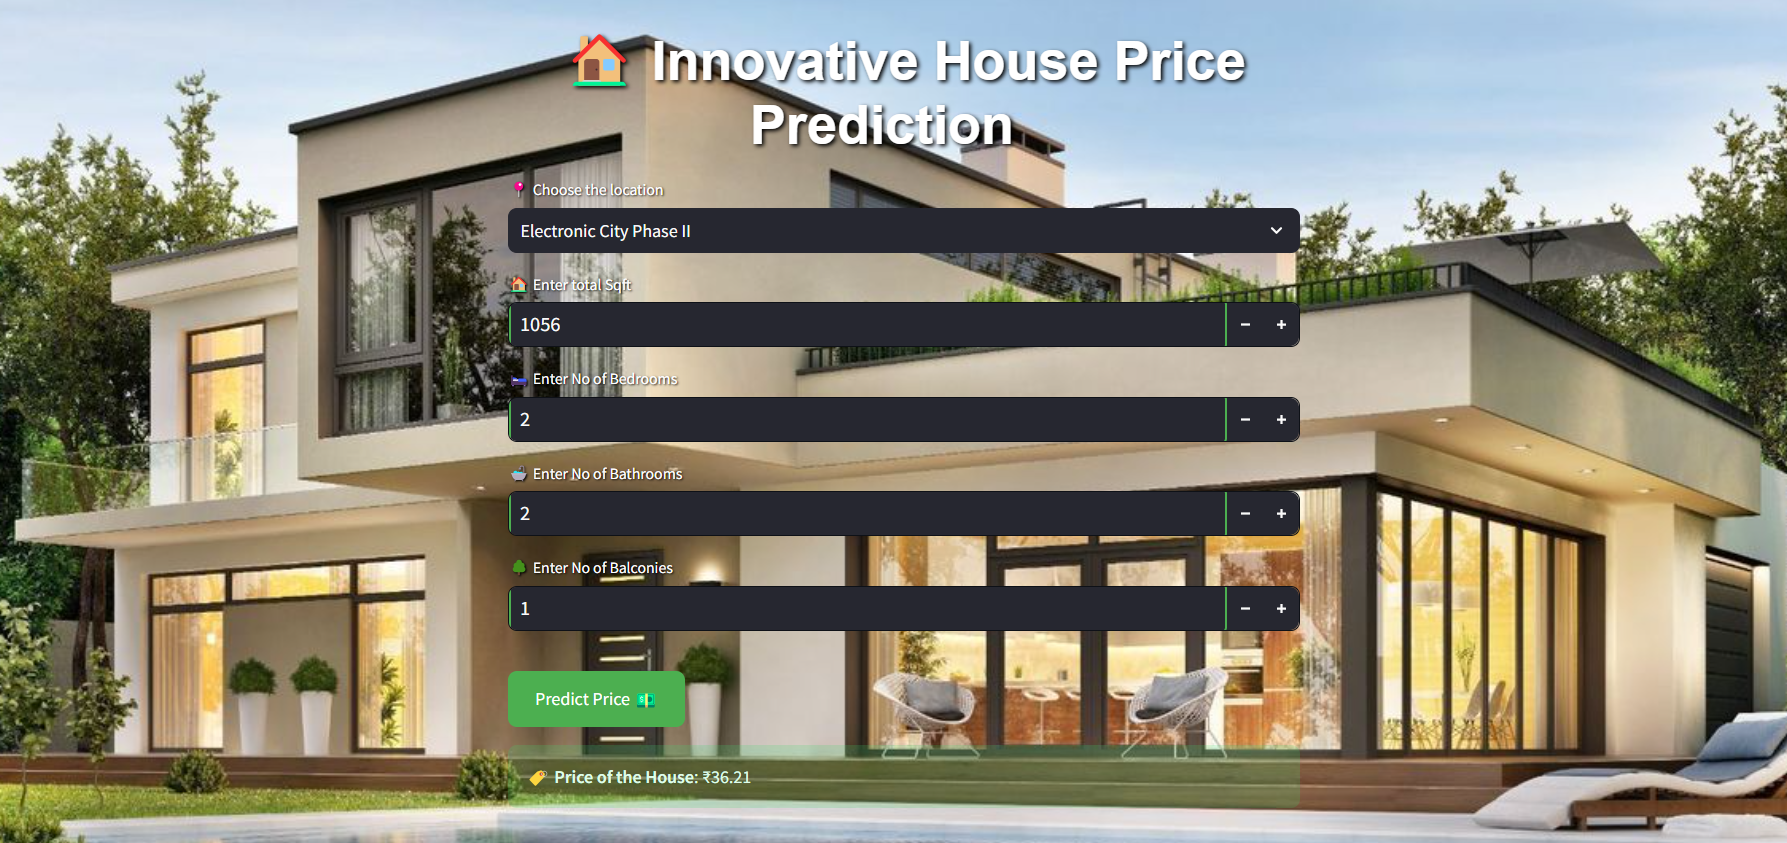 🏠 Innovative House Price
Prediction
📍 Choose the location
Electronic City Phase II
🏠 Enter total Sqft
1056
🛏️ Enter No of Bedrooms
2
🛁 Enter No of Bathrooms
2
🌳 Enter No of Balconies
1
Predict Price 💵
🏷️ Price of the House: ₹36.21